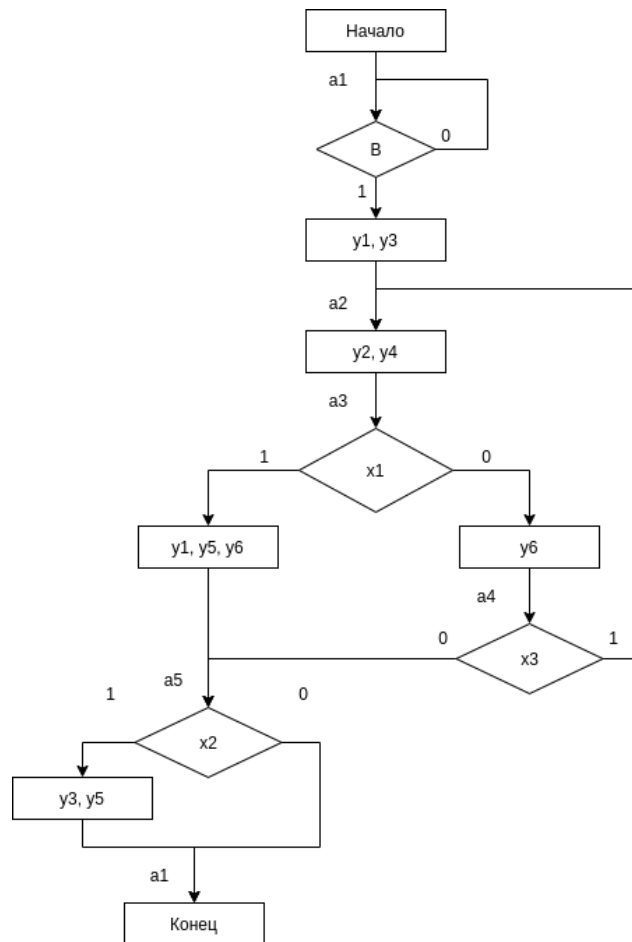 Начало
a1
B
0
1
y1, y3
a2
y2, y4
a3
1
x1
0
y1, y5, y6
y6
a4
0
x3
1
a5
1
0
x2
y3, y5
a1
Конец